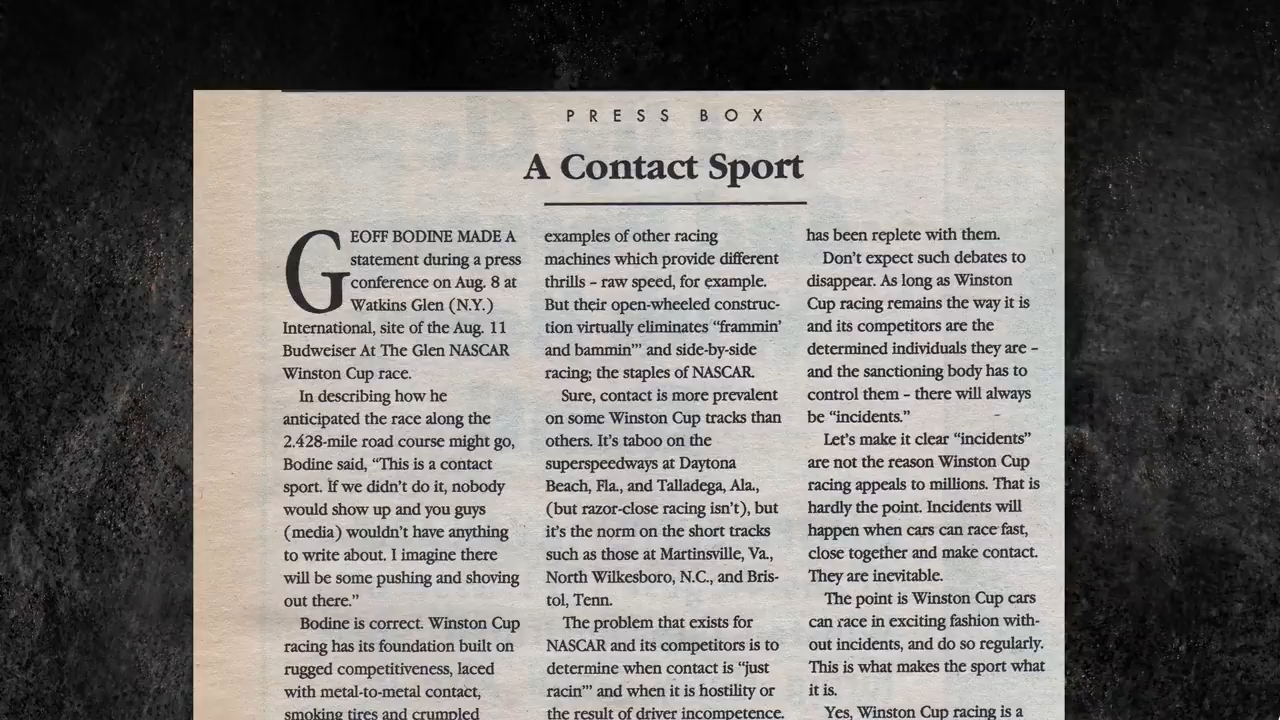 PRESS BOX
A Contact Sport
GEOFF BODINE MADE A
statement during a press
conference on Aug. 8 at
Watkins Glen (N.Y.)
International, site of the Aug. 11
Budweiser At The Glen NASCAR
Winston Cup race.
In describing how he
anticipated the race along the
2.428-mile road course might go,
Bodine said, “This is a contact
sport. If we didn’t do it, nobody
would show up and you guys
(media) wouldn’t have anything
to write about. I imagine there
will be some pushing and shoving
out there.”
Bodine is correct. Winston Cup
racing has its foundation built on
rugged competitiveness, laced
with metal-to-metal contact,
smoking tires and crumpled
examples of other racing
machines which provide different
thrills – raw speed, for example.
But their open-wheeled construc-
tion virtually eliminates “frammin’
and bammin’” and side-by-side
racing; the staples of NASCAR.
Sure, contact is more prevalent
on some Winston Cup tracks than
others. It’s taboo on the
superspeedways at Daytona
Beach, Fla., and Talladega, Ala.,
(but razor-close racing isn’t), but
it’s the norm on the short tracks
such as those at Martinsville, Va.,
North Wilkesboro, N.C., and Bris-
tol, Tenn.
The problem that exists for
NASCAR and its competitors is to
determine when contact is “just
racin’” and when it is hostility or
the result of driver incompetence.
has been replete with them.
Don’t expect such debates to
disappear. As long as Winston
Cup racing remains the way it is
and its competitors are the
determined individuals they are –
and the sanctioning body has to
control them – there will always
be “incidents.”
Let’s make it clear “incidents”
are not the reason Winston Cup
racing appeals to millions. That is
hardly the point. Incidents will
happen when cars can race fast,
close together and make contact.
They are inevitable.
The point is Winston Cup cars
can race in exciting fashion with-
out incidents, and do so regularly.
This is what makes the sport what
it is.
Yes, Winston Cup racing is a